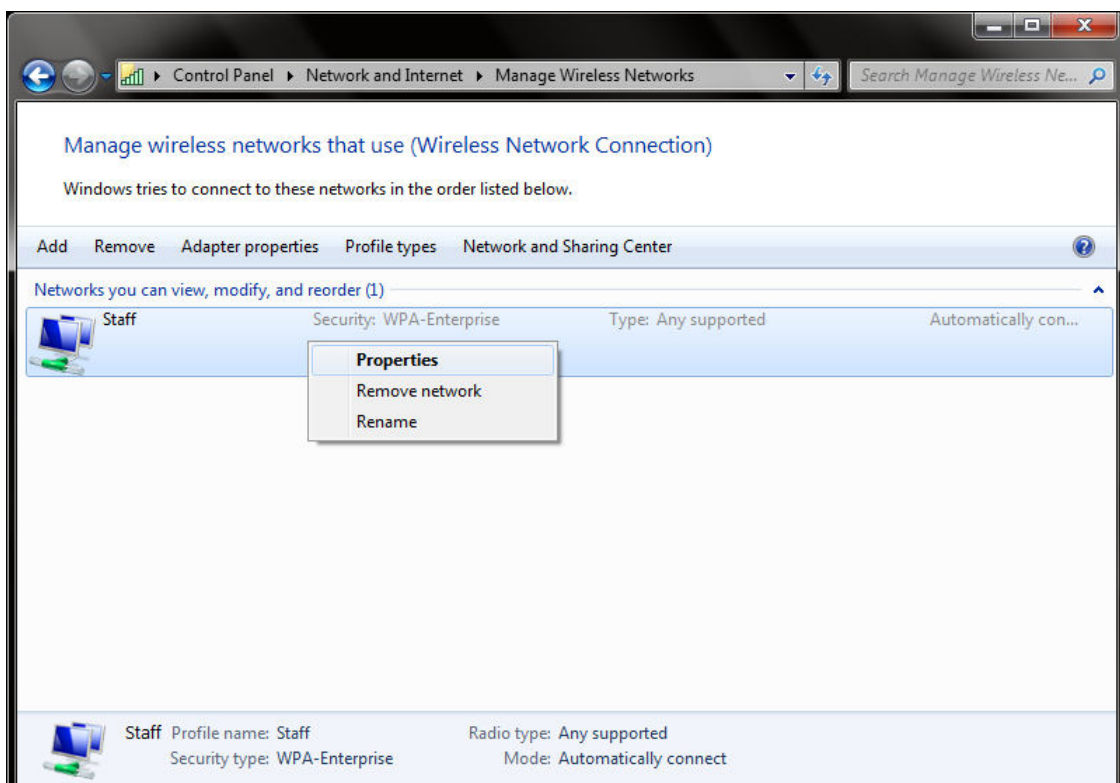 Control Panel Network and Internet Manage Wireless Networks Search Manage Wireless Ne...
Manage wireless networks that use (Wireless Network Connection)
Windows tries to connect to these networks in the order listed below.
Add Remove Adapter properties Profile types Network and Sharing Center
Networks you can view, modify, and reorder (1)
Staff Security: WPA-Enterprise Type: Any supported Automatically con...
Properties
Remove network
Rename
Staff Profile name: Staff Radio type: Any supported
Security type: WPA-Enterprise Mode: Automatically connect